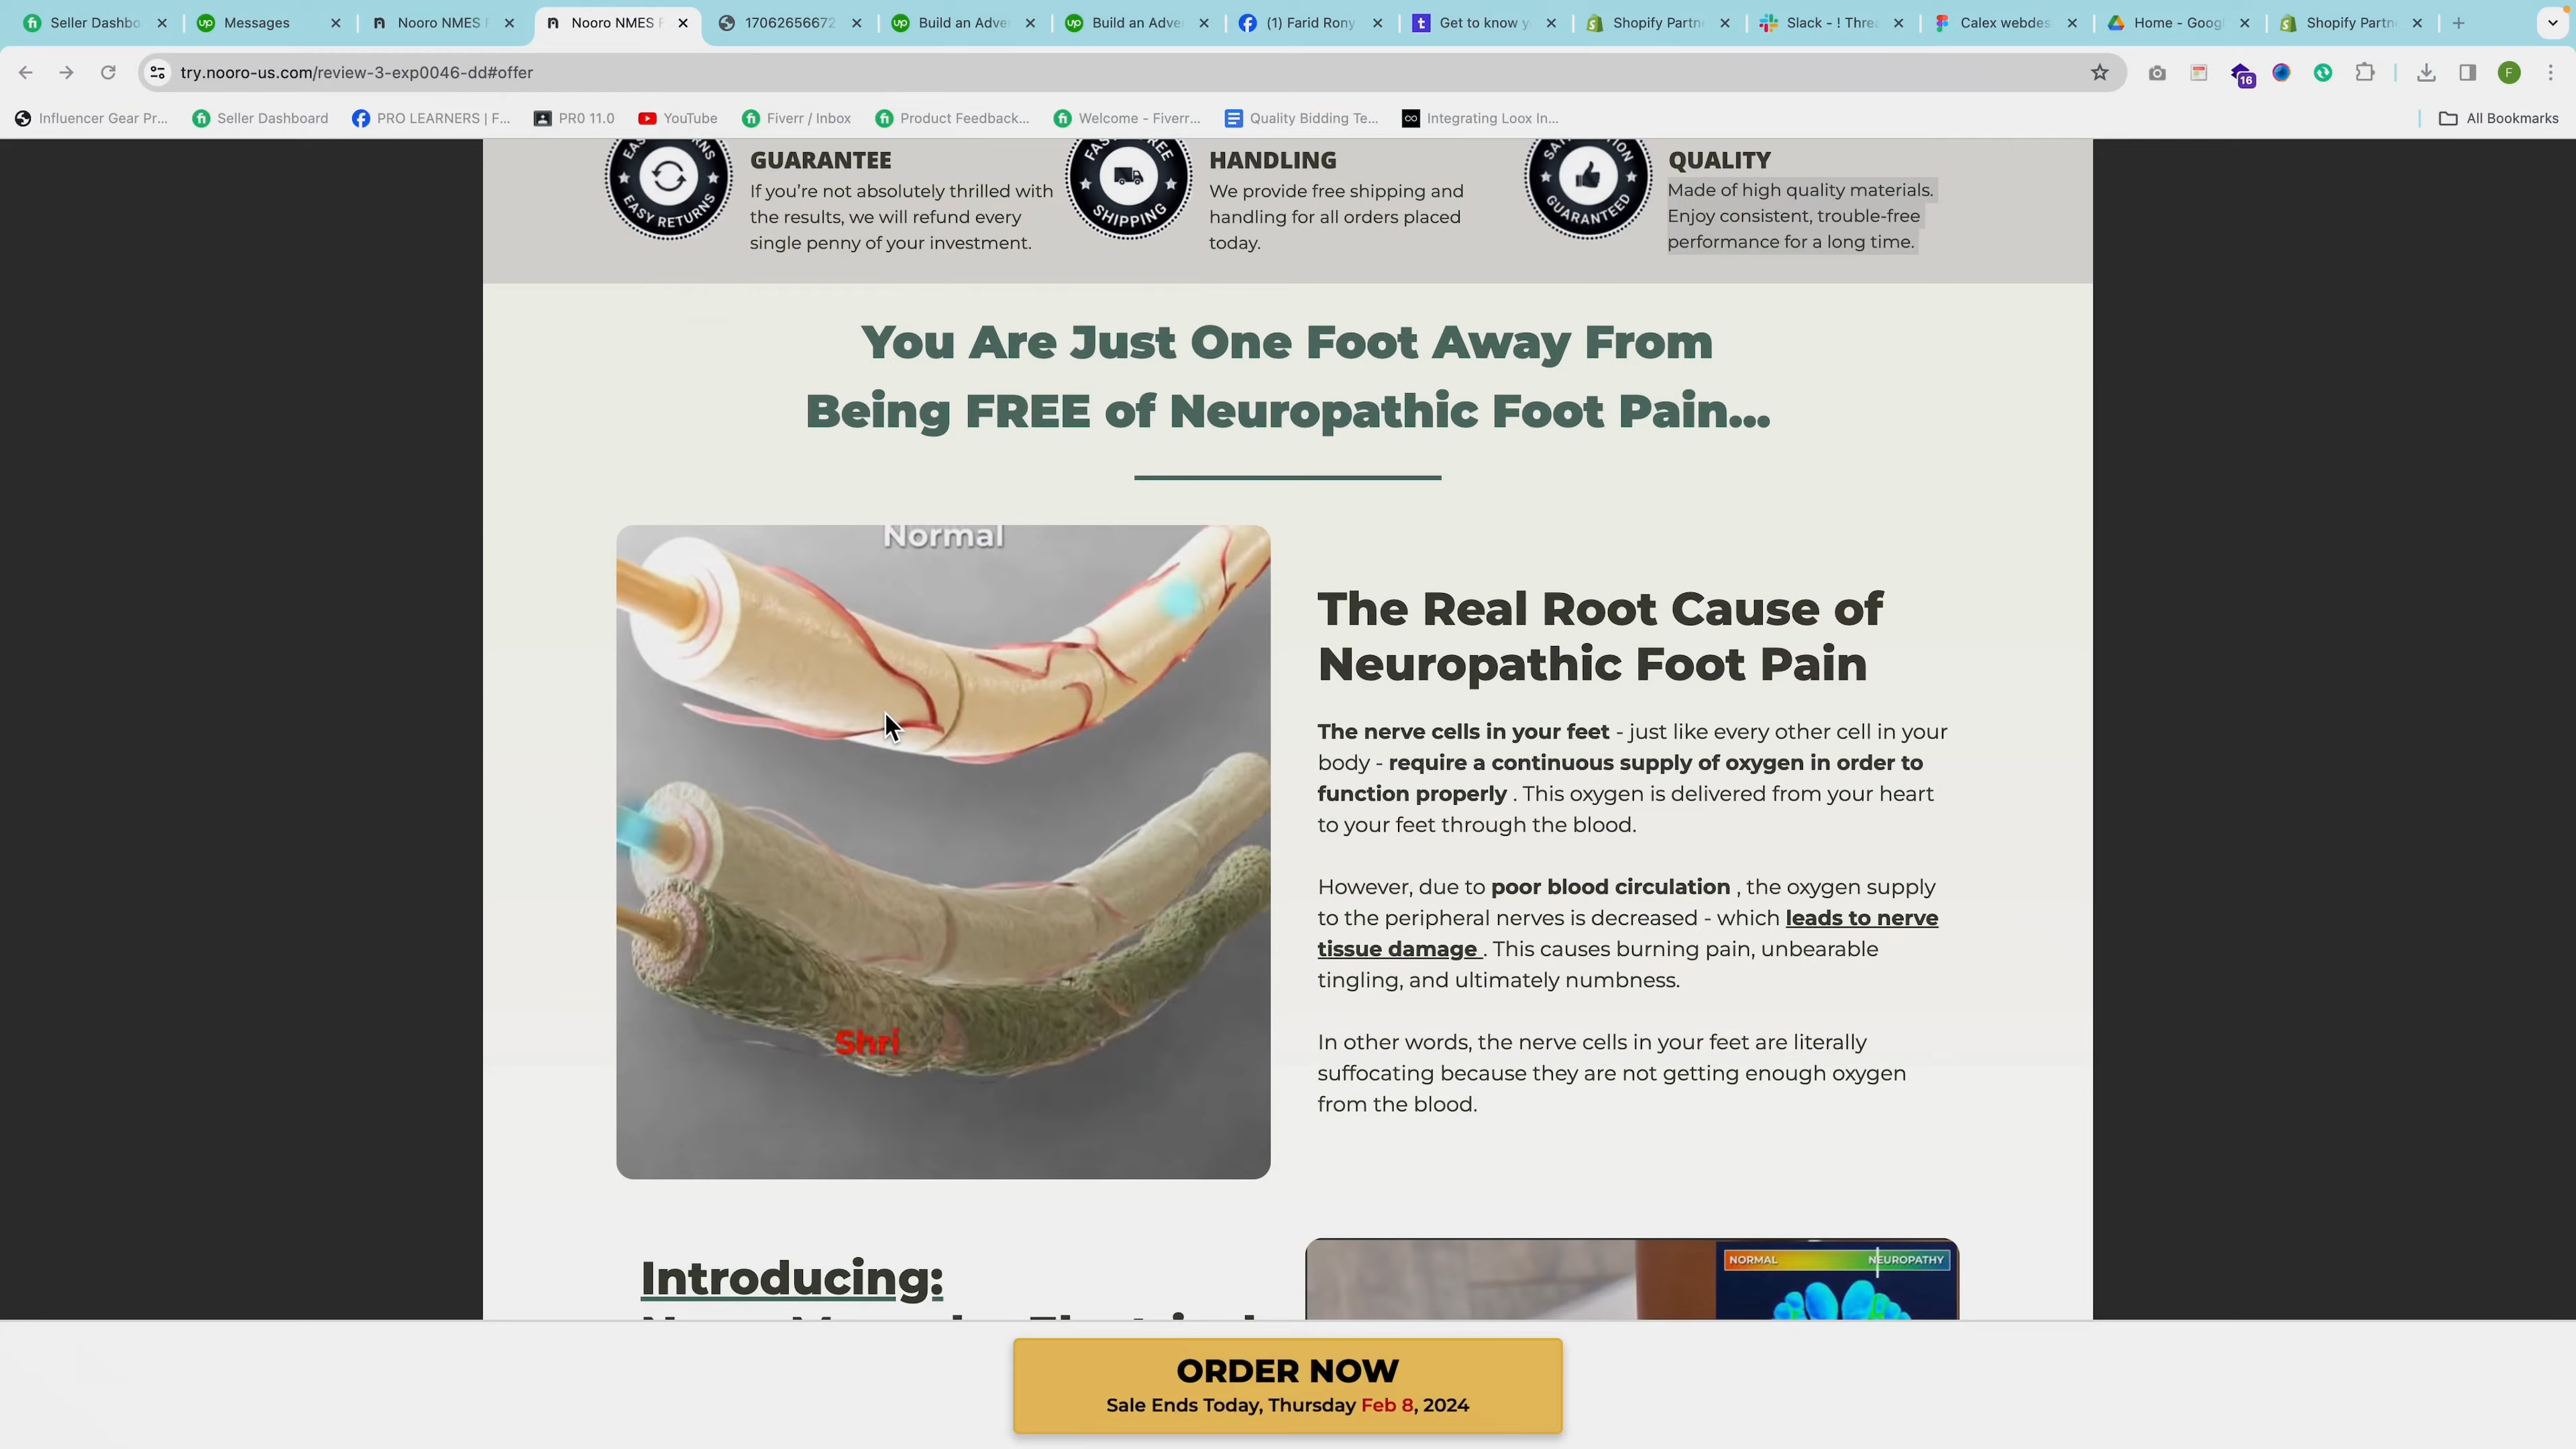 Seller Dashbo
Messages
Nooro NMES F
Nooro NMES F
17062656672
Build an Adve
Build an Adve
(1) Farid Rony
Get to know y
Shopify Partn
Slack - ! Threa
Calex webdes
Home - Googl
Shopify Partn
try.nooro-us.com/review-3-exp0046-dd#offer
16
F
Influencer Gear Pr...
Seller Dashboard
PRO LEARNERS | F...
PR0 11.0
YouTube
Fiverr / Inbox
Product Feedback...
Welcome - Fiverr...
Quality Bidding Te...
Integrating Loox In...
All Bookmarks
EASY RETURNS
GUARANTEE
If you're not absolutely thrilled with
the results, we will refund every
single penny of your investment.
SHIPPING
HANDLING
We provide free shipping and
handling for all orders placed
today.
GUARANTEED
QUALITY
Made of high quality materials.
Enjoy consistent, trouble-free
performance for a long time.
You Are Just One Foot Away From
Being FREE of Neuropathic Foot Pain...
Normal
Shri
The Real Root Cause of
Neuropathic Foot Pain
The nerve cells in your feet - just like every other cell in your
body - require a continuous supply of oxygen in order to
function properly . This oxygen is delivered from your heart
to your feet through the blood.
However, due to poor blood circulation , the oxygen supply
to the peripheral nerves is decreased - which leads to nerve
tissue damage . This causes burning pain, unbearable
tingling, and ultimately numbness.
In other words, the nerve cells in your feet are literally
suffocating because they are not getting enough oxygen
from the blood.
Introducing:
NORMAL
NEUROPATHY
ORDER NOW
Sale Ends Today, Thursday Feb 8, 2024